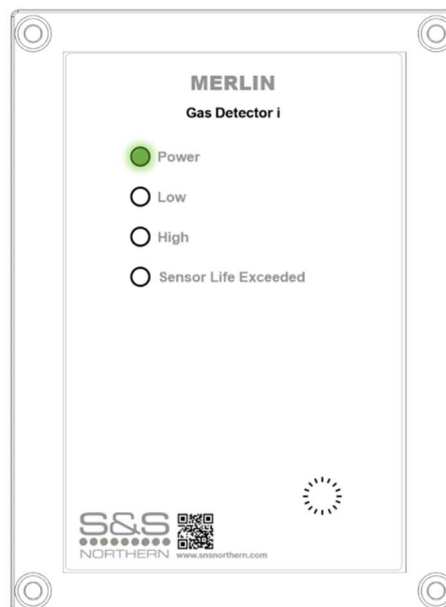 MERLIN
Gas Detector i
Power
Low
High
Sensor Life Exceeded
S&S
NORTHERN
www.snsnorthern.com